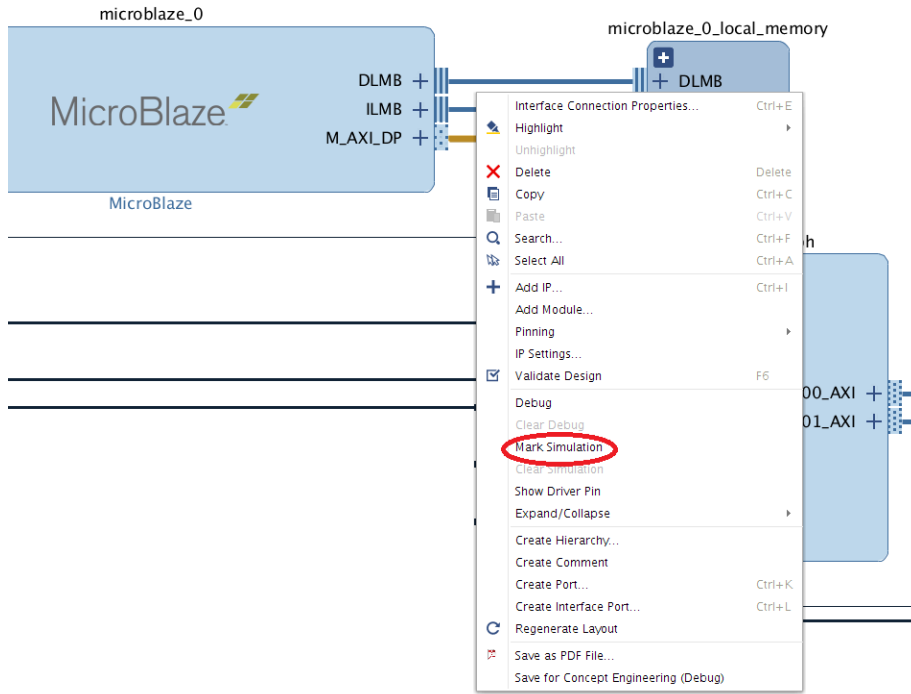 microblaze_0
microblaze_0_local_memory
DLMB
ILMB
M_AXI_DP
MicroBlaze
MicroBlaze
DLMB
Interface Connection Properties... Ctrl+E
Highlight
Unhighlight
Delete Delete
Copy Ctrl+C
Paste Ctrl+V
Search... Ctrl+F
Select All Ctrl+A
Add IP... Ctrl+I
Add Module...
Pinning
IP Settings...
Validate Design F6
Debug
Clear Debug
Mark Simulation
Clear Simulation
Show Driver Pin
Expand/Collapse
Create Hierarchy...
Create Comment
Create Port... Ctrl+K
Create Interface Port... Ctrl+L
Regenerate Layout
Save as PDF File...
Save for Concept Engineering (Debug)
h
00_AXI
01_AXI